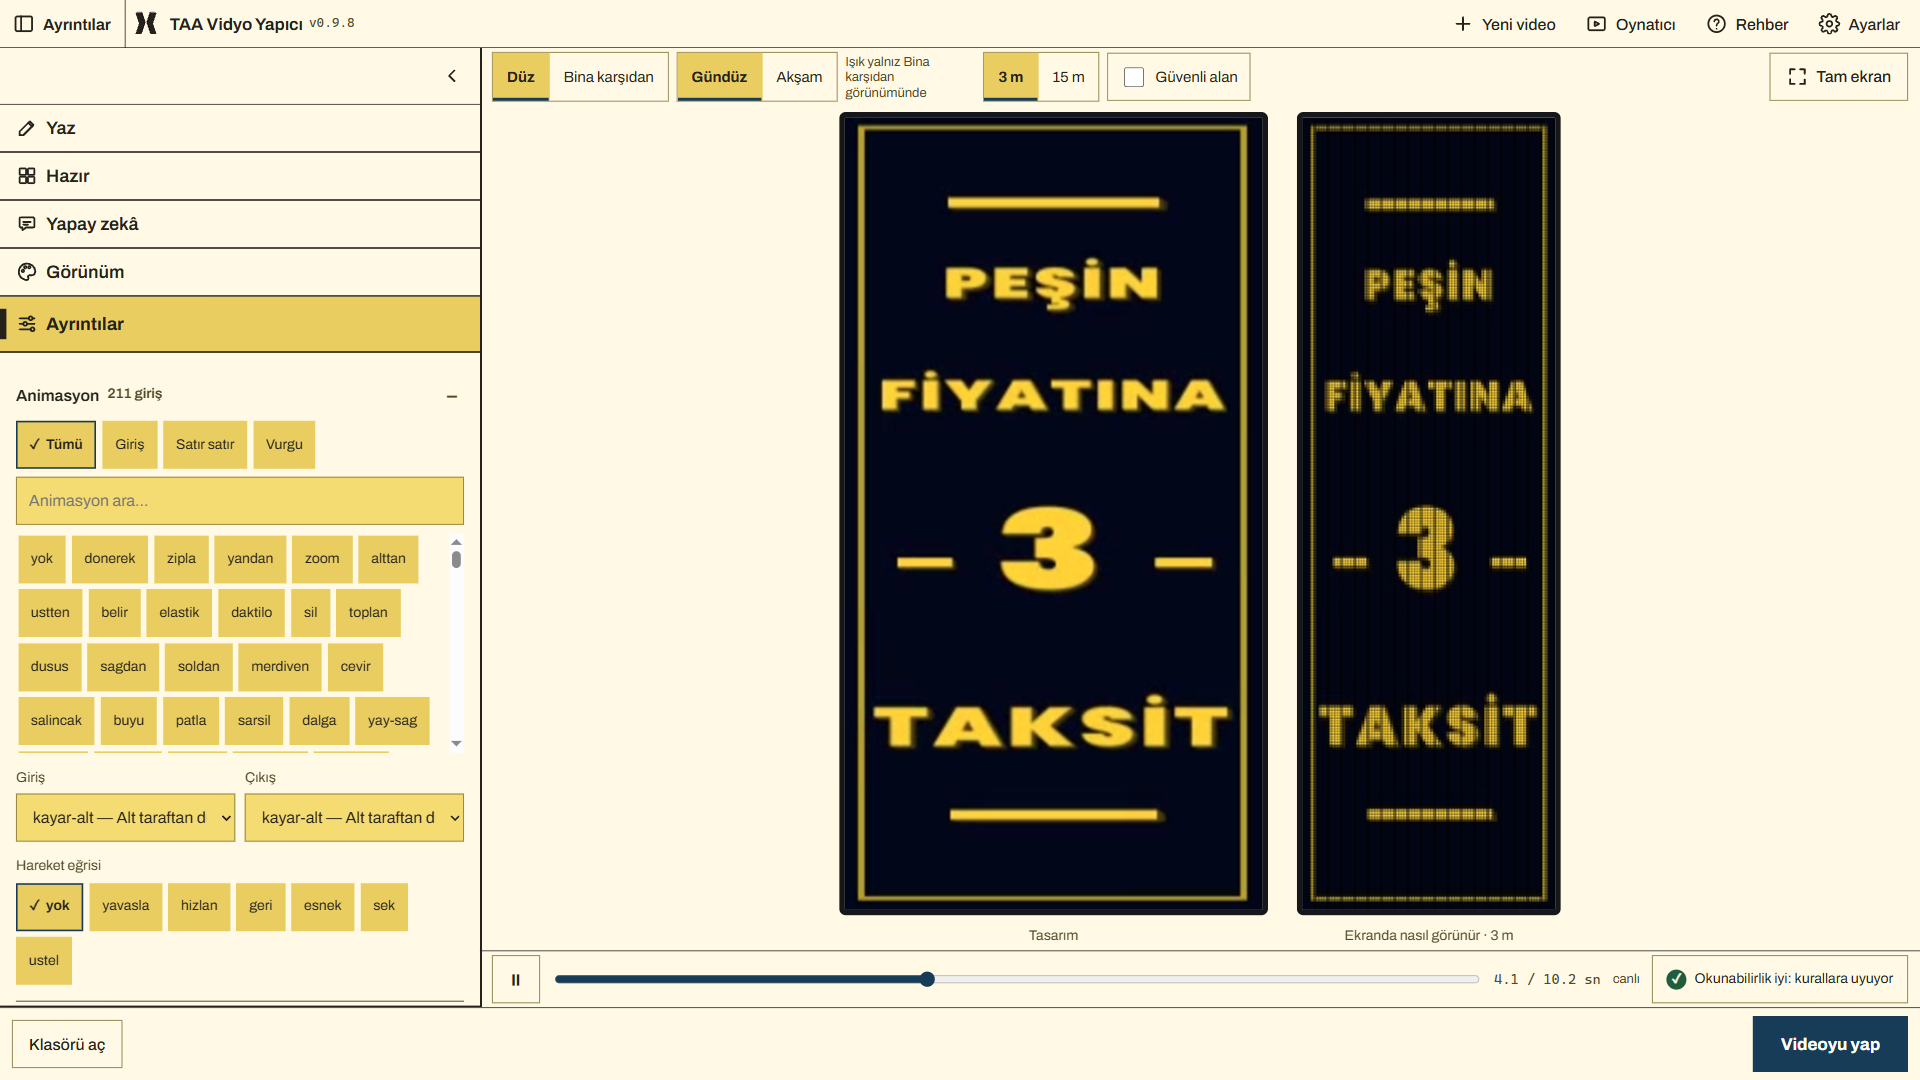 Ayrıntılar
TAA Vidyo Yapıcı v0.9.8
Yeni video
Oynatıcı
Rehber
Ayarlar
Yaz
Hazır
Yapay zekâ
Görünüm
Ayrıntılar
Animasyon 211 giriş
✓ Tümü Giriş Satır satır Vurgu
Animasyon ara...
yok donerek zipla yandan zoom alttan
ustten belir elastik daktilo sil toplan
dusus sagdan soldan merdiven cevir
salincak buyu patla sarsil dalga yay-sag
Giriş Çıkış
kayar-alt — Alt taraftan d kayar-alt — Alt taraftan d
Hareket eğrisi
✓ yok yavasla hizlan geri esnek sek
ustel
Düz Bina karşıdan
Gündüz Akşam
Işık yalnız Bina
karşıdan
görünümünde
3 m 15 m
Güvenli alan
Tam ekran
PEŞİN
FİYATINA
– 3 –
TAKSİT
Tasarım
PEŞİN
FİYATINA
– 3 –
TAKSİT
Ekranda nasıl görünür · 3 m
4.1 / 10.2 sn canlı
Okunabilirlik iyi: kurallara uyuyor
Klasörü aç
Videoyu yap